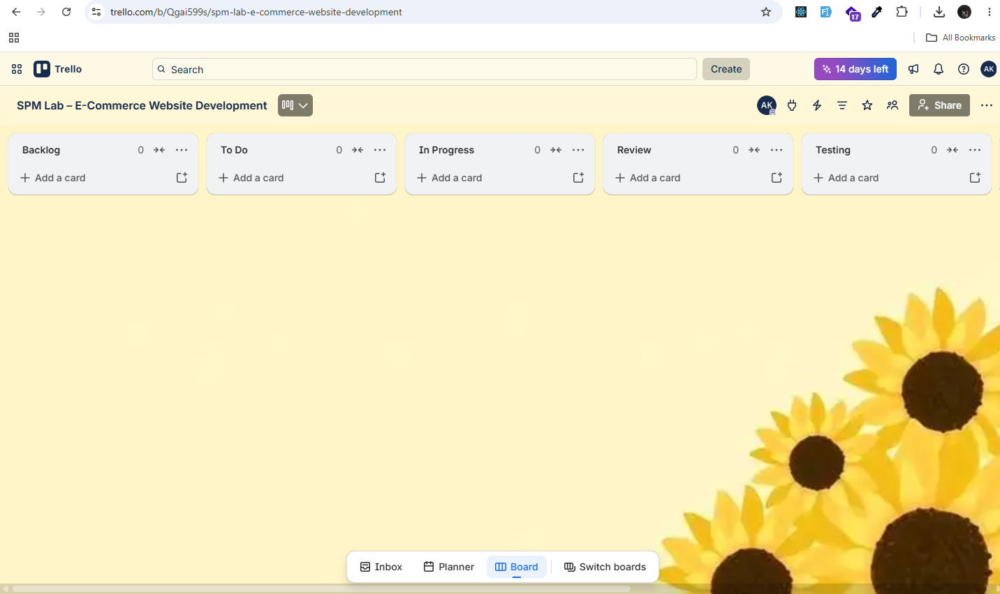 trello.com/b/Qgai599s/spm-lab-e-commerce-website-development
17
All Bookmarks
Trello
Search
Create
14 days left
AK
SPM Lab – E-Commerce Website Development
AK
Share
Backlog 0
To Do 0
In Progress 0
Review 0
Testing 0
Add a card
Add a card
Add a card
Add a card
Add a card
Inbox
Planner
Board
Switch boards